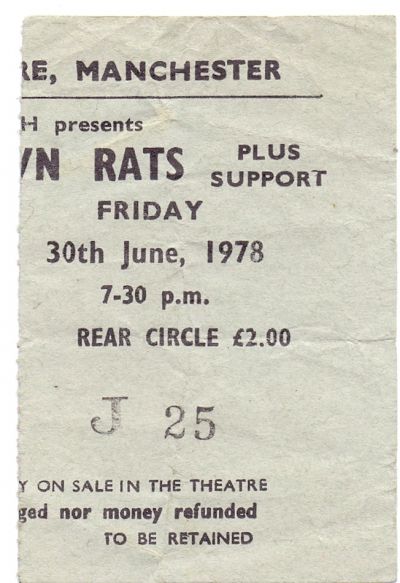 RE, MANCHESTER
H presents
WN RATS PLUS SUPPORT
FRIDAY
30th June, 1978
7-30 p.m.
REAR CIRCLE £2.00
J 25
Y ON SALE IN THE THEATRE
ged nor money refunded
TO BE RETAINED